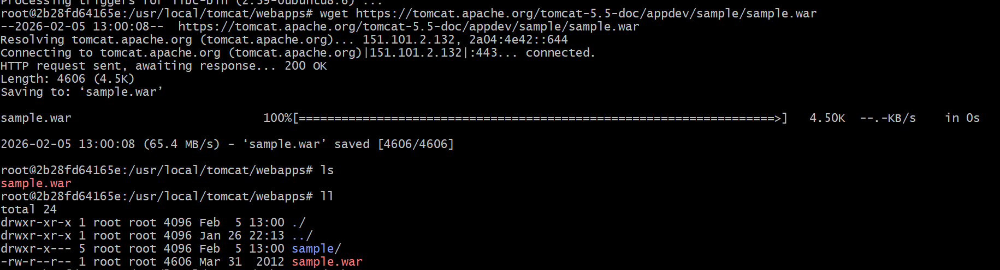 Processing triggers for libc-bin (2.39-0ubuntu8.6) ...
root@2b28fd64165e:/usr/local/tomcat/webapps# wget https://tomcat.apache.org/tomcat-5.5-doc/appdev/sample/sample.war
--2026-02-05 13:00:08--  https://tomcat.apache.org/tomcat-5.5-doc/appdev/sample/sample.war
Resolving tomcat.apache.org (tomcat.apache.org)... 151.101.2.132, 2a04:4e42::644
Connecting to tomcat.apache.org (tomcat.apache.org)|151.101.2.132|:443... connected.
HTTP request sent, awaiting response... 200 OK
Length: 4606 (4.5K)
Saving to: ‘sample.war’
sample.war 100%[===================================================================>] 4.50K --.-KB/s in 0s
2026-02-05 13:00:08 (65.4 MB/s) - ‘sample.war’ saved [4606/4606]
root@2b28fd64165e:/usr/local/tomcat/webapps# ls
sample.war
root@2b28fd64165e:/usr/local/tomcat/webapps# ll
total 24
drwxr-xr-x 1 root root 4096 Feb  5 13:00 ./
drwxr-xr-x 1 root root 4096 Jan 26 22:13 ../
drwxr-x--- 5 root root 4096 Feb  5 13:00 sample/
-rw-r--r-- 1 root root 4606 Mar 31  2012 sample.war